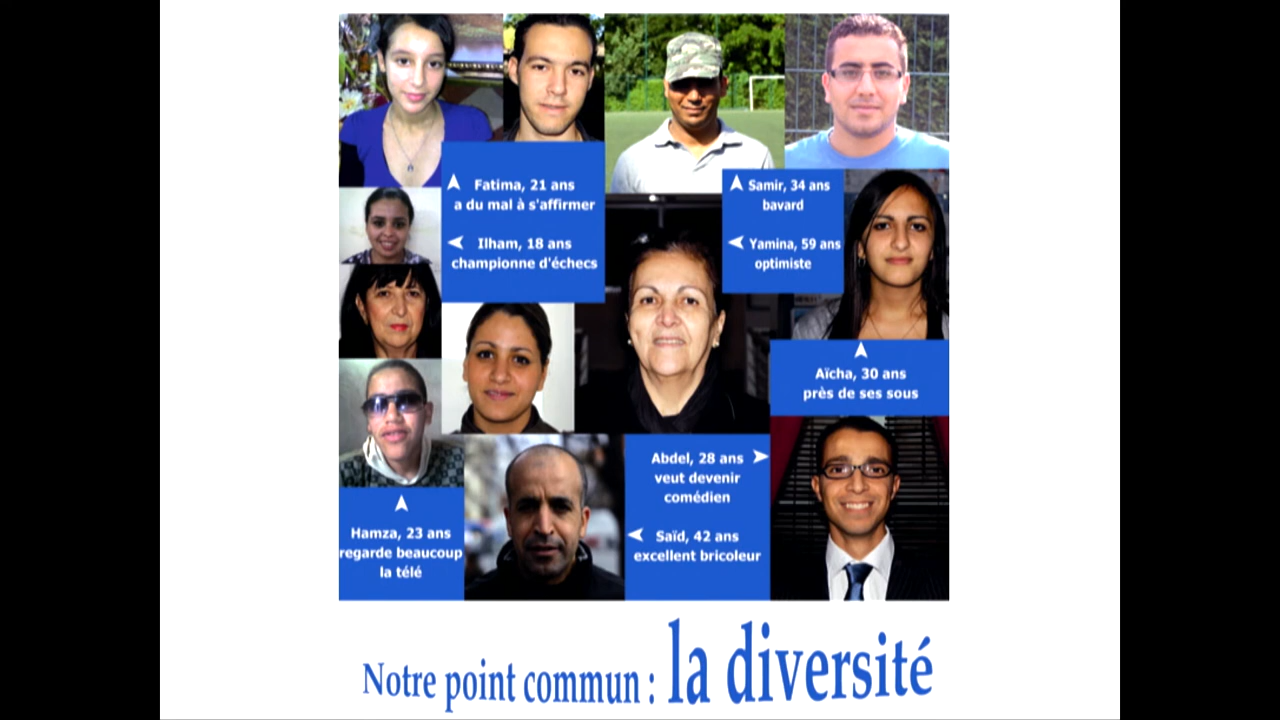 Fatima, 21 ans
a du mal à s'affirmer
Ilham, 18 ans
championne d'échecs
Samir, 34 ans
bavard
Yamina, 59 ans
optimiste
Aïcha, 30 ans
près de ses sous
Abdel, 28 ans
veut devenir
comédien
Saïd, 42 ans
excellent bricoleur
Hamza, 23 ans
regarde beaucoup
la télé
Notre point commun : la diversité